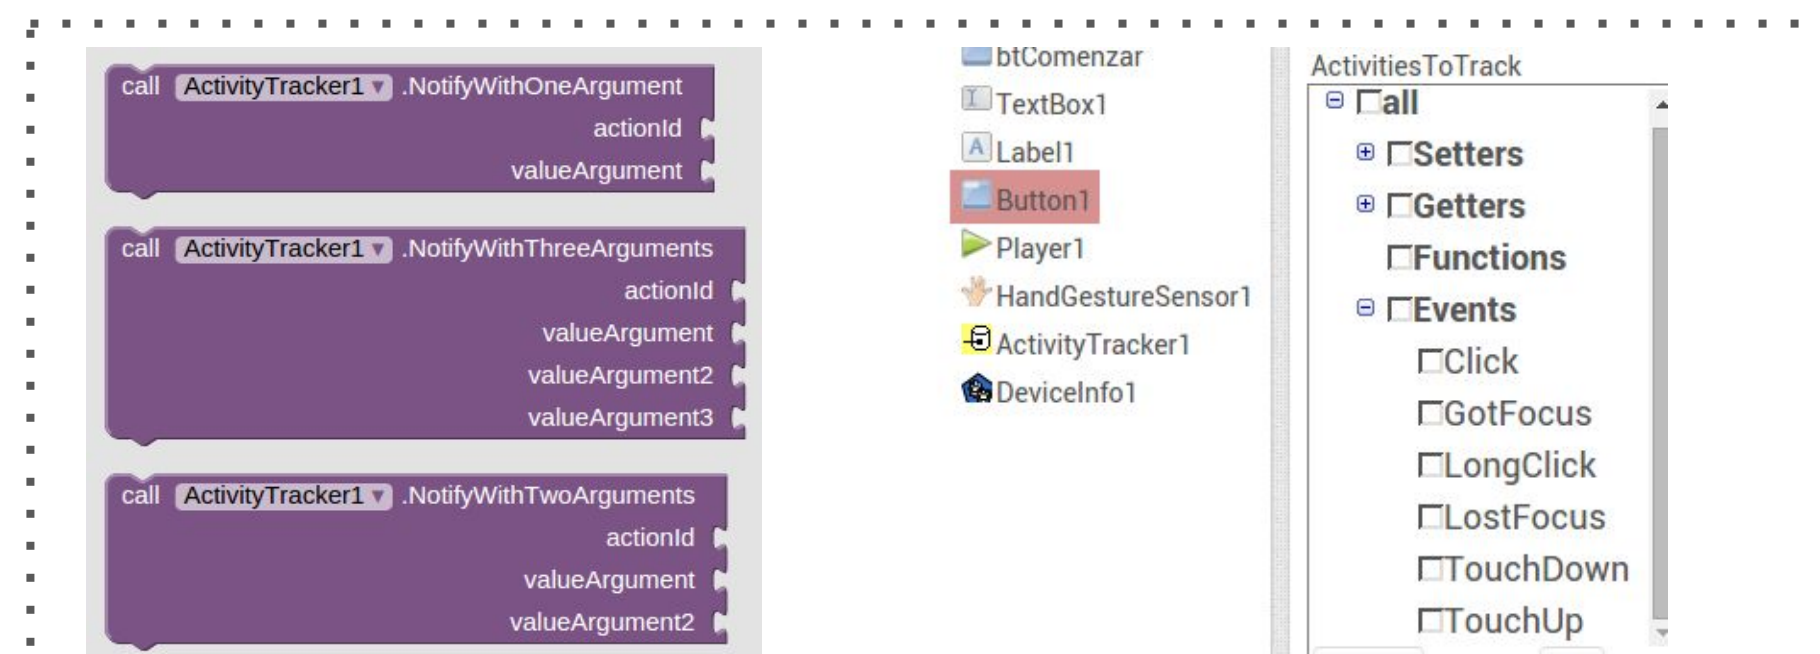 call ActivityTracker1 .NotifyWithOneArgument
actionId
valueArgument
call ActivityTracker1 .NotifyWithThreeArguments
actionId
valueArgument
valueArgument2
valueArgument3
call ActivityTracker1 .NotifyWithTwoArguments
actionId
valueArgument
valueArgument2
btComenzar
TextBox1
Label1
Button1
Player1
HandGestureSensor1
ActivityTracker1
DeviceInfo1
ActivitiesToTrack
all
Setters
Getters
Functions
Events
Click
GotFocus
LongClick
LostFocus
TouchDown
TouchUp